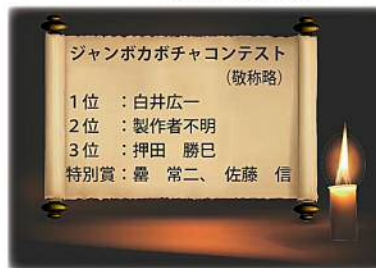 ジャンボカボチャコンテスト
(敬称略)
1位 :白井広一
2位 :製作者不明
3位 :押田 勝巳
特別賞: 常二、 佐藤 信